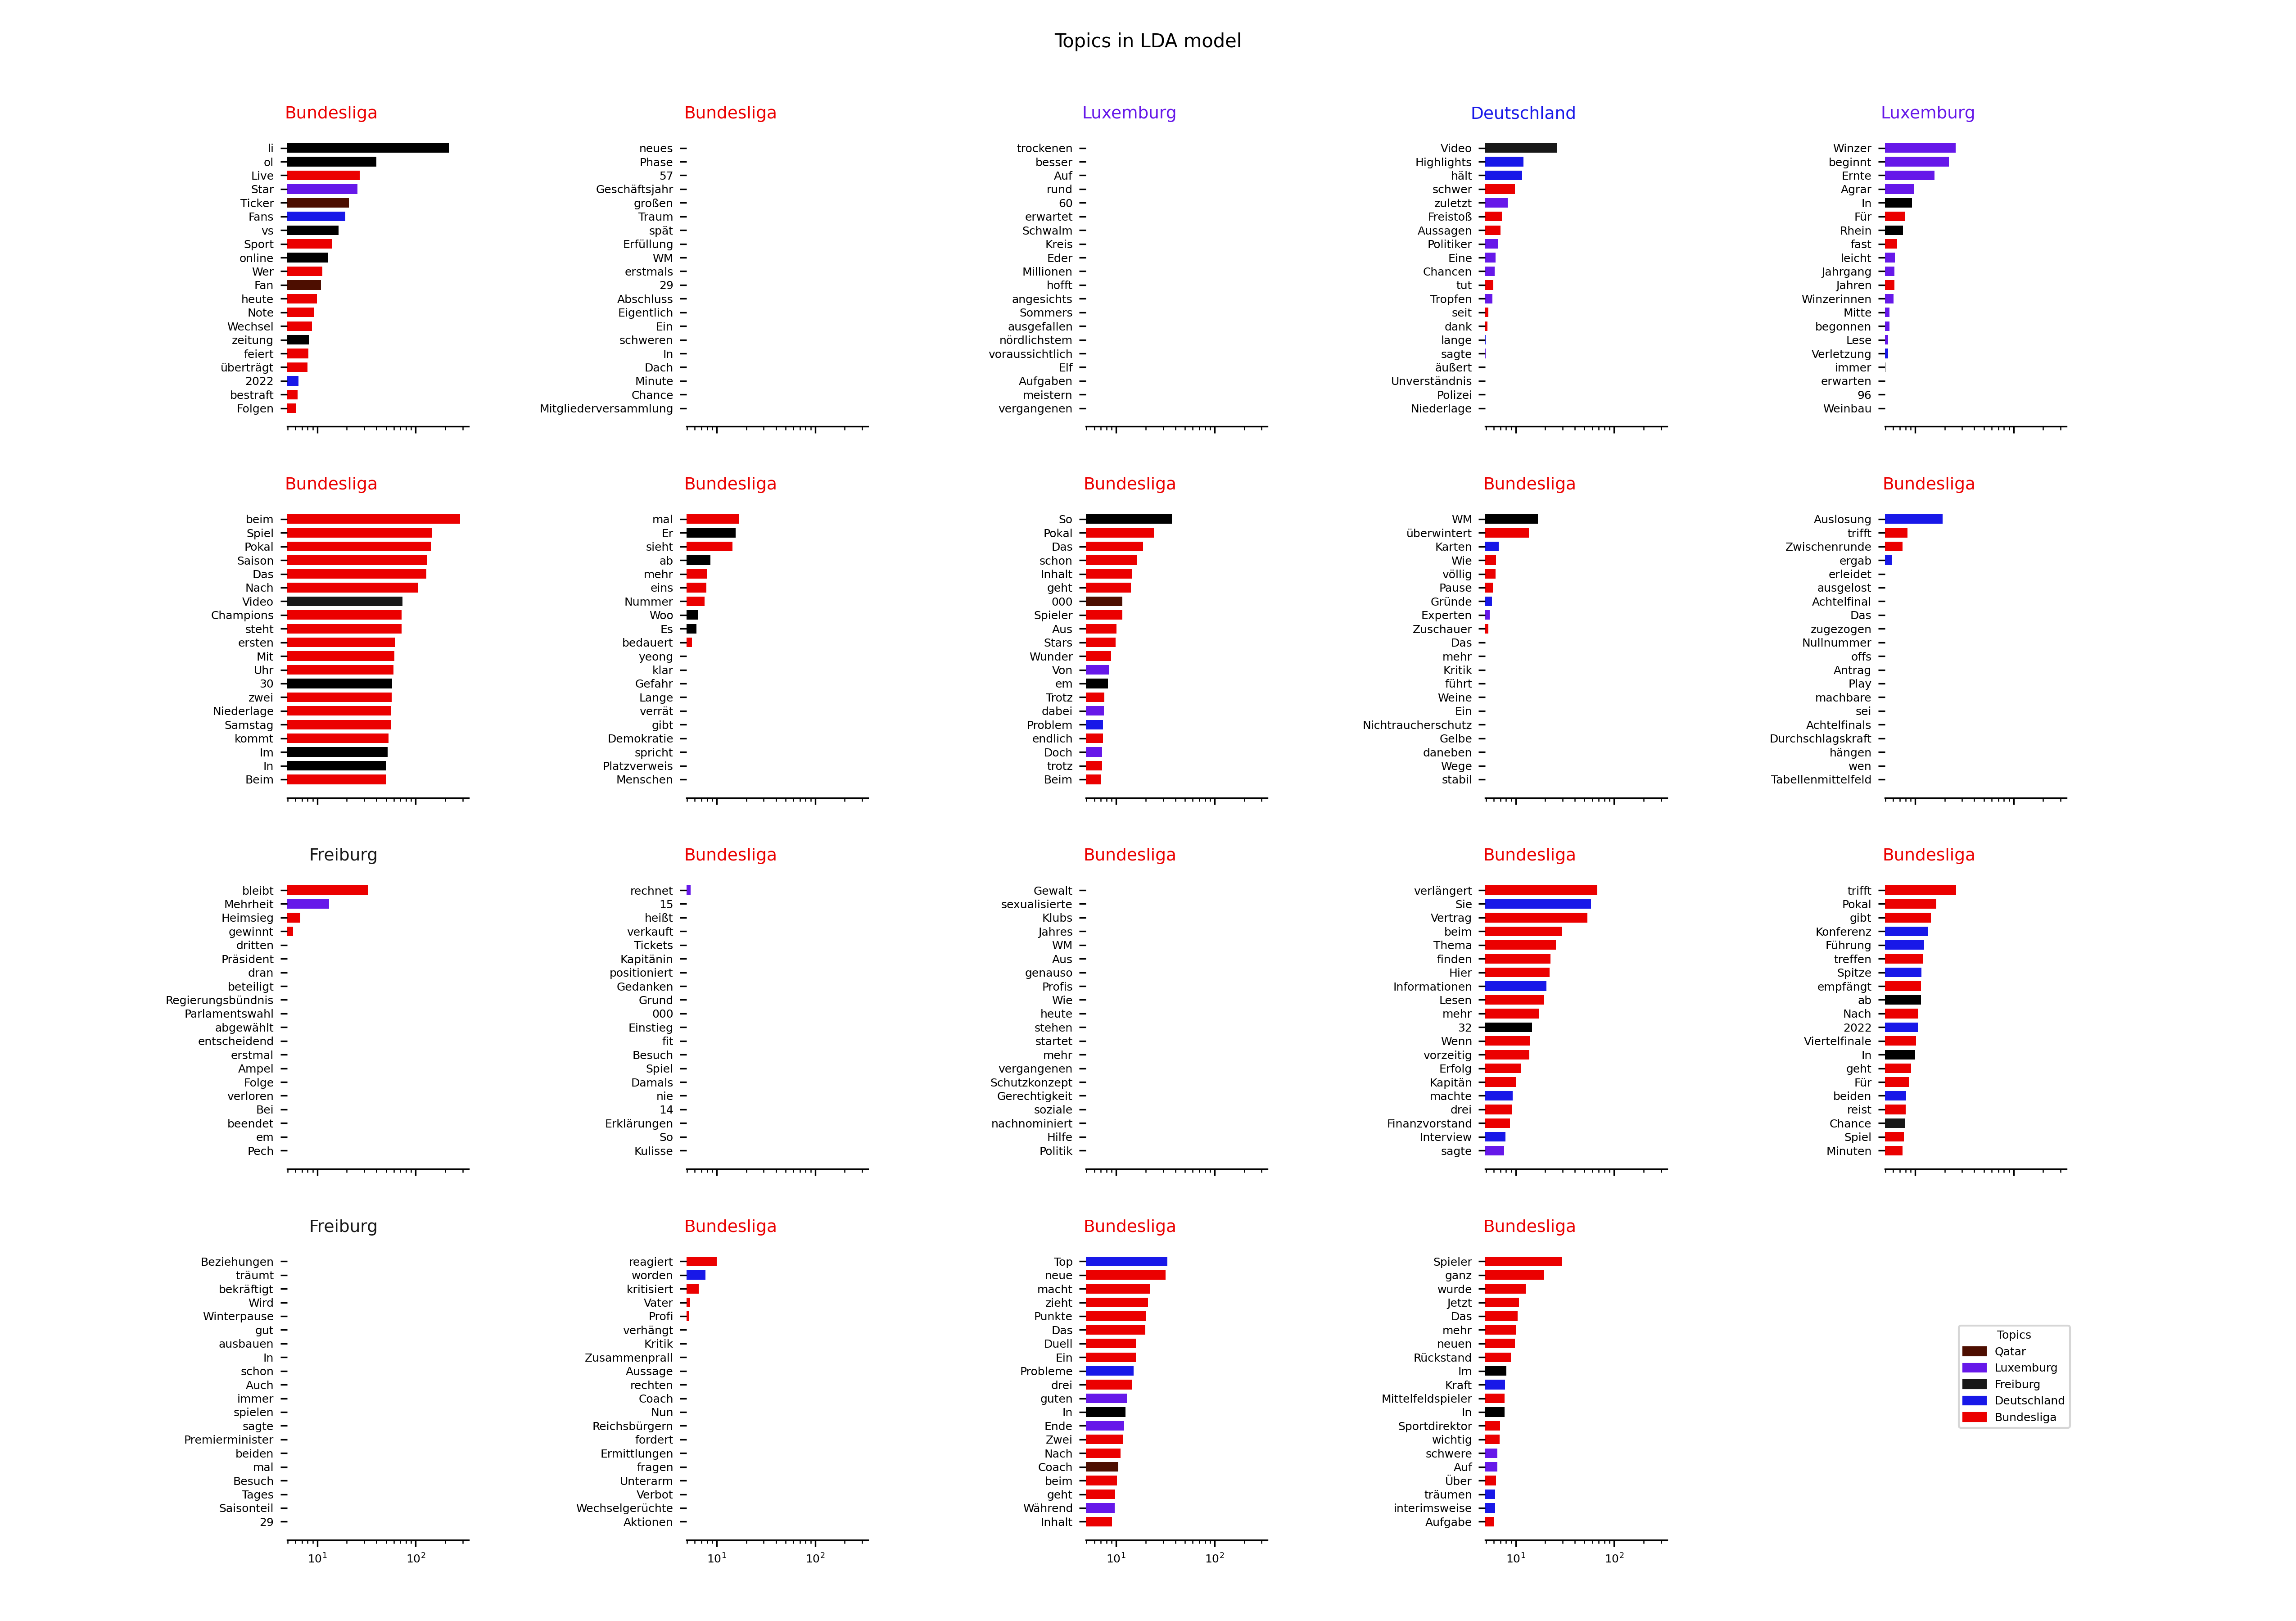 Topics in LDA model
Bundesliga
li
ol
Live
Star
Ticker
Fans
vs
Sport
online
Wer
Fan
heute
Note
Wechsel
zeitung
feiert
überträgt
2022
bestraft
Folgen
Bundesliga
neues
Phase
57
Geschäftsjahr
großen
Traum
spät
Erfüllung
WM
erstmals
29
Abschluss
Eigentlich
Ein
schweren
In
Dach
Minute
Chance
Mitgliederversammlung
Luxemburg
trockenen
besser
Auf
rund
60
erwartet
Schwalm
Kreis
Eder
Millionen
hofft
angesichts
Sommers
ausgefallen
nördlichstem
voraussichtlich
Elf
Aufgaben
meistern
vergangenen
Deutschland
Video
Highlights
hält
schwer
zuletzt
Freistoß
Aussagen
Politiker
Eine
Chancen
tut
Tropfen
seit
dank
lange
sagte
äußert
Unverständnis
Polizei
Niederlage
Luxemburg
Winzer
beginnt
Ernte
Agrar
In
Für
Rhein
fast
leicht
Jahrgang
Jahren
Winzerinnen
Mitte
begonnen
Lese
Verletzung
immer
erwarten
96
Weinbau
Bundesliga
beim
Spiel
Pokal
Saison
Das
Nach
Video
Champions
steht
ersten
Mit
Uhr
30
zwei
Niederlage
Samstag
kommt
Im
In
Beim
Bundesliga
mal
Er
sieht
ab
mehr
eins
Nummer
Woo
Es
bedauert
yeong
klar
Gefahr
Lange
verrät
gibt
Demokratie
spricht
Platzverweis
Menschen
Bundesliga
So
Pokal
Das
schon
Inhalt
geht
000
Spieler
Aus
Stars
Wunder
Von
em
Trotz
dabei
Problem
endlich
Doch
trotz
Beim
Bundesliga
WM
überwintert
Karten
Wie
völlig
Pause
Gründe
Experten
Zuschauer
Das
mehr
Kritik
führt
Weine
Ein
Nichtraucherschutz
Gelbe
daneben
Wege
stabil
Bundesliga
Auslosung
trifft
Zwischenrunde
ergab
erleidet
ausgelost
Achtelfinal
Das
zugezogen
Nullnummer
offs
Antrag
Play
machbare
sei
Achtelfinals
Durchschlagskraft
hängen
wen
Tabellenmittelfeld
Freiburg
bleibt
Mehrheit
Heimsieg
gewinnt
dritten
Präsident
dran
beteiligt
Regierungsbündnis
Parlamentswahl
abgewählt
entscheidend
erstmal
Ampel
Folge
verloren
Bei
beendet
em
Pech
Bundesliga
rechnet
15
heißt
verkauft
Tickets
Kapitänin
positioniert
Gedanken
Grund
000
Einstieg
fit
Besuch
Spiel
Damals
nie
14
Erklärungen
So
Kulisse
Bundesliga
Gewalt
sexualisierte
Klubs
Jahres
WM
Aus
genauso
Profis
Wie
heute
stehen
startet
mehr
vergangenen
Schutzkonzept
Gerechtigkeit
soziale
nachnominiert
Hilfe
Politik
Bundesliga
verlängert
Sie
Vertrag
beim
Thema
finden
Hier
Informationen
Lesen
mehr
32
Wenn
vorzeitig
Erfolg
Kapitän
machte
drei
Finanzvorstand
Interview
sagte
Bundesliga
trifft
Pokal
gibt
Konferenz
Führung
treffen
Spitze
empfängt
ab
Nach
2022
Viertelfinale
In
geht
Für
beiden
reist
Chance
Spiel
Minuten
Freiburg
Beziehungen
träumt
bekräftigt
Wird
Winterpause
gut
ausbauen
In
schon
Auch
immer
spielen
sagte
Premierminister
beiden
mal
Besuch
Tages
Saisonteil
29
10¹ 10²
Bundesliga
reagiert
worden
kritisiert
Vater
Profi
verhängt
Kritik
Zusammenprall
Aussage
rechten
Coach
Nun
Reichsbürgern
fordert
Ermittlungen
fragen
Unterarm
Verbot
Wechselgerüchte
Aktionen
10¹ 10²
Bundesliga
Top
neue
macht
zieht
Punkte
Das
Duell
Ein
Probleme
drei
guten
In
Ende
Zwei
Nach
Coach
beim
geht
Während
Inhalt
10¹ 10²
Bundesliga
Spieler
ganz
wurde
Jetzt
Das
mehr
neuen
Rückstand
Im
Kraft
Mittelfeldspieler
In
Sportdirektor
wichtig
schwere
Auf
Über
träumen
interimsweise
Aufgabe
10¹ 10²
Topics
Qatar
Luxemburg
Freiburg
Deutschland
Bundesliga